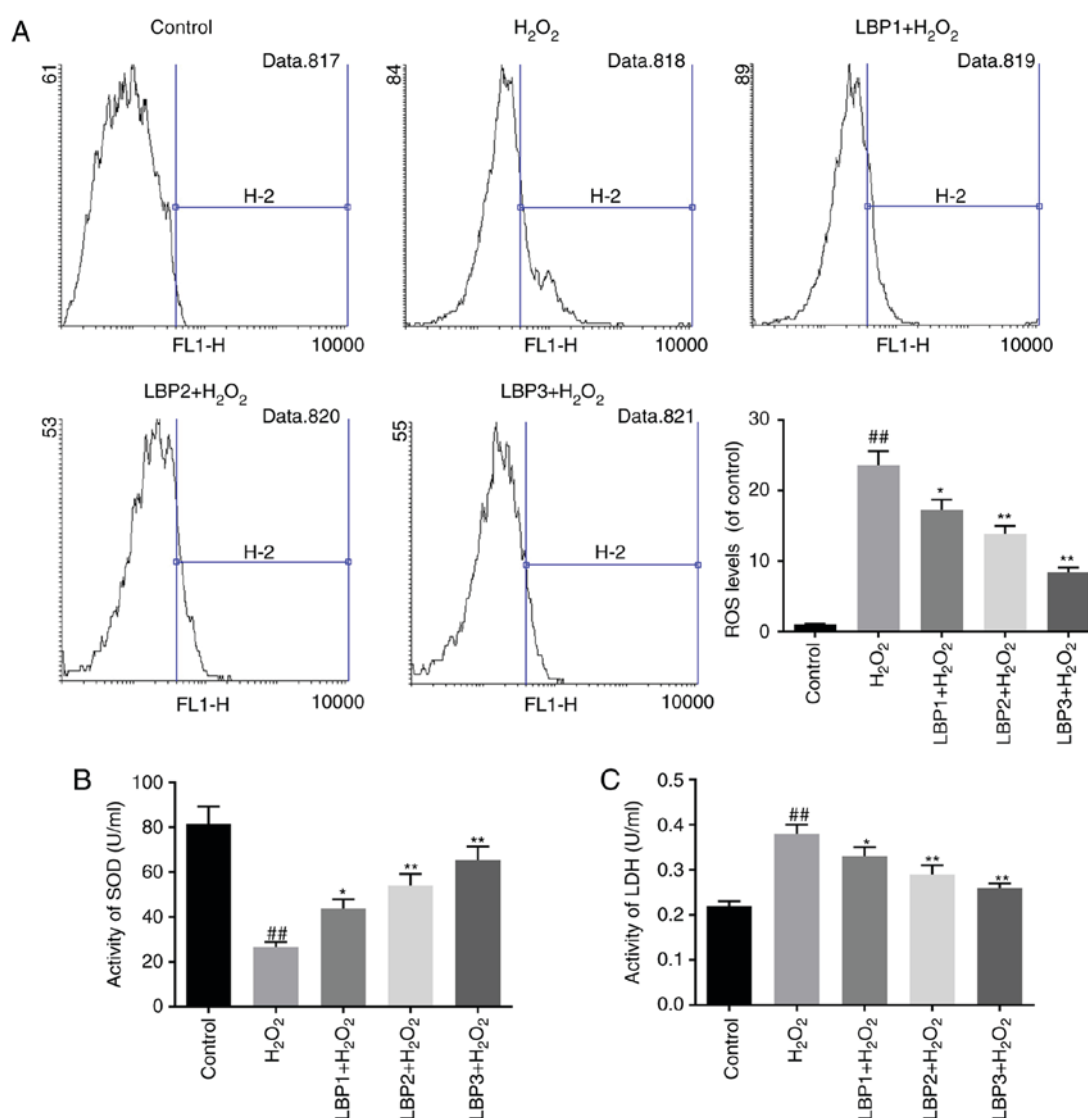 A
Control
61
Data.817
H-2
FL1-H
10000
H₂O₂
84
Data.818
H-2
FL1-H
10000
LBP1+H₂O₂
89
Data.819
H-2
FL1-H
10000
LBP2+H₂O₂
53
Data.820
H-2
FL1-H
10000
LBP3+H₂O₂
55
Data.821
H-2
FL1-H
10000
ROS levels (of control)
30
20
10
0
##
*
**
**
Control
H₂O₂
LBP1+H₂O₂
LBP2+H₂O₂
LBP3+H₂O₂
B
Activity of SOD (U/ml)
100
80
60
40
20
0
##
*
**
**
Control
H₂O₂
LBP1+H₂O₂
LBP2+H₂O₂
LBP3+H₂O₂
C
Activity of LDH (U/ml)
0.5
0.4
0.3
0.2
0.1
0.0
##
*
**
**
Control
H₂O₂
LBP1+H₂O₂
LBP2+H₂O₂
LBP3+H₂O₂